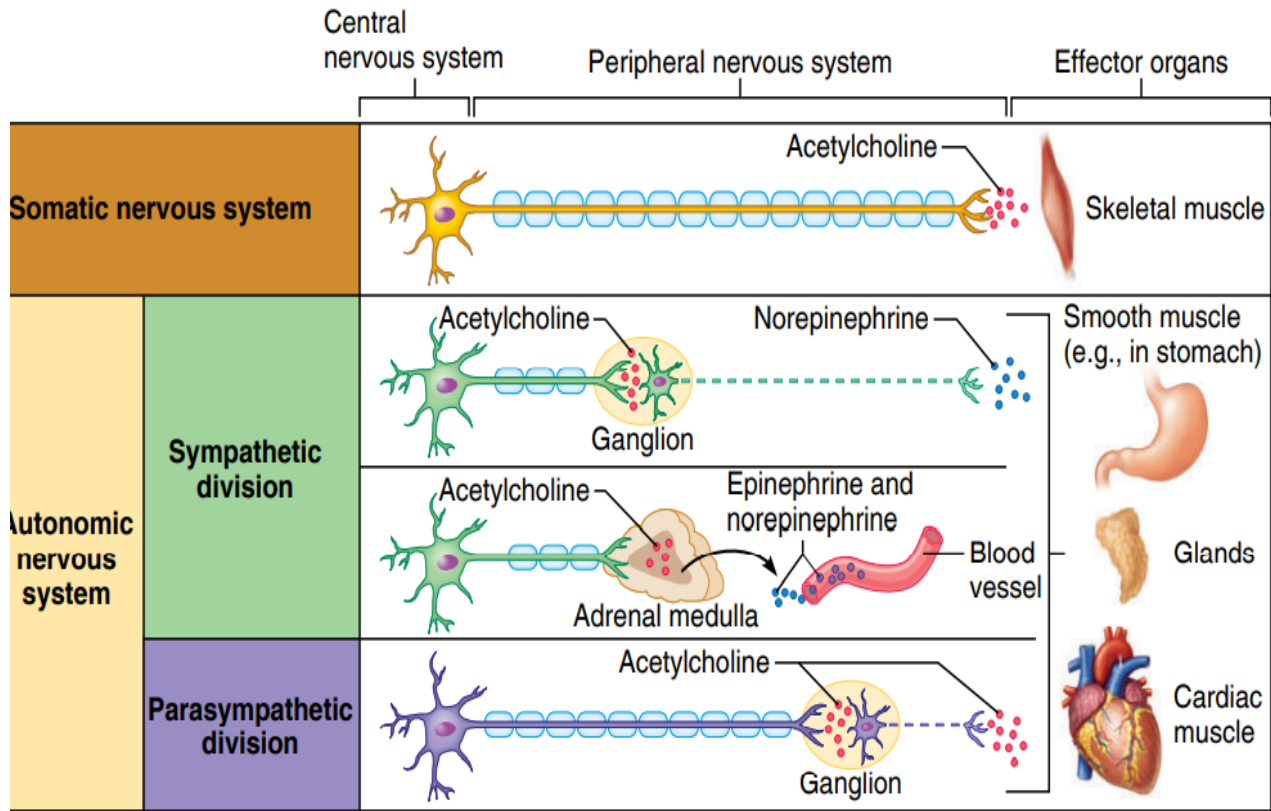 Central
nervous system
Peripheral nervous system
Effector organs
Somatic nervous system
Acetylcholine
Skeletal muscle
Autonomic
nervous
system
Sympathetic
division
Acetylcholine
Ganglion
Norepinephrine
Smooth muscle
(e.g., in stomach)
Acetylcholine
Adrenal medulla
Epinephrine and
norepinephrine
Blood
vessel
Glands
Parasympathetic
division
Acetylcholine
Ganglion
Cardiac
muscle